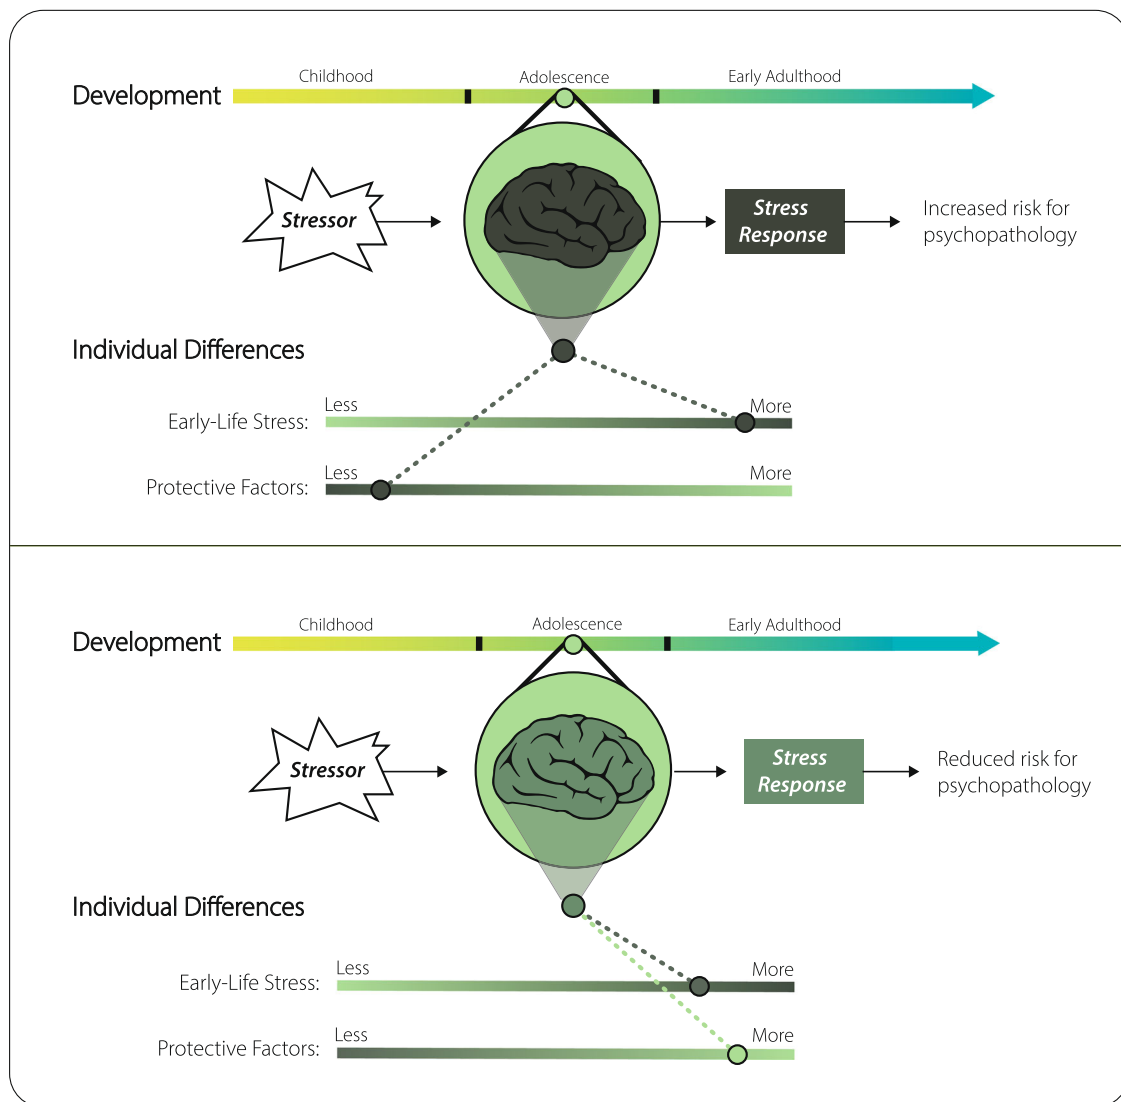 Childhood
Adolescence
Early Adulthood
Development
Stressor
Stress
Response
Increased risk for
psychopathology
Individual Differences
Less
More
Early-Life Stress:
Less
More
Protective Factors:
Childhood
Adolescence
Early Adulthood
Development
Stressor
Stress
Response
Reduced risk for
psychopathology
Individual Differences
Less
More
Early-Life Stress:
Less
More
Protective Factors: